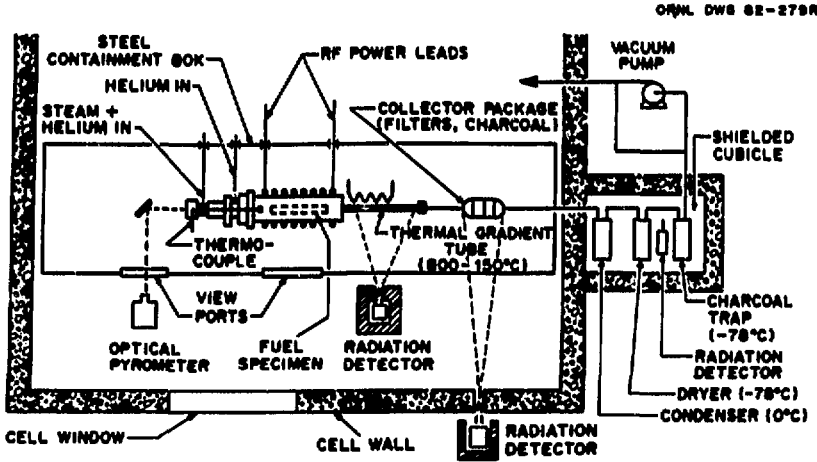 ORNL DWG 82-279R
STEEL
CONTAINMENT BOX
RF POWER LEADS
VACUUM
PUMP
HELIUM IN
STEAM +
HELIUM IN
COLLECTOR PACKAGE
(FILTERS, CHARCOAL)
SHIELDED
CUBICLE
THERMO-
COUPLE
THERMAL GRADIENT
TUBE
(800-150°C)
VIEW
PORTS
OPTICAL
PYROMETER
FUEL
SPECIMEN
RADIATION
DETECTOR
CHARCOAL
TRAP
(-78°C)
RADIATION
DETECTOR
DRYER (-78°C)
CONDENSER (0°C)
CELL WINDOW
CELL WALL
RADIATION
DETECTOR